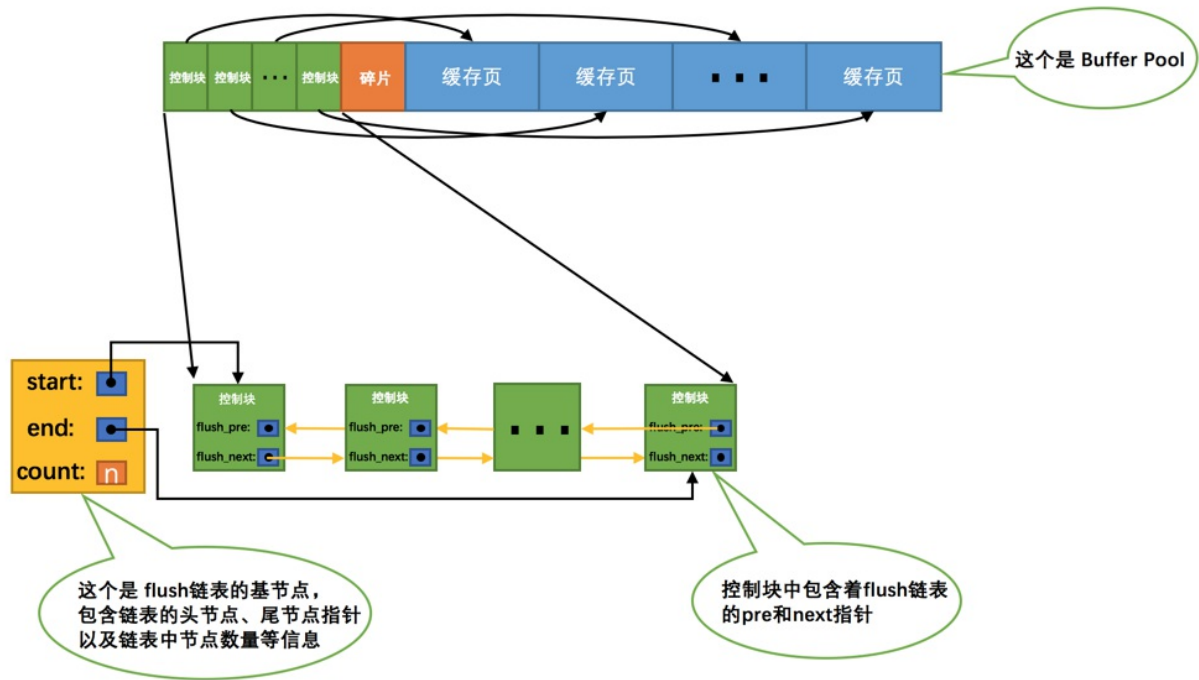 控制块
控制块
···
控制块
碎片
缓存页
缓存页
···
缓存页
这个是 Buffer Pool
start:
end:
count: n
控制块
flush_pre:
flush_next:
控制块
flush_pre:
flush_next:
···
控制块
flush_pre:
flush_next:
这个是 flush链表的基节点，
包含链表的头节点、尾节点指针
以及链表中节点数量等信息
控制块中包含着flush链表
的pre和next指针